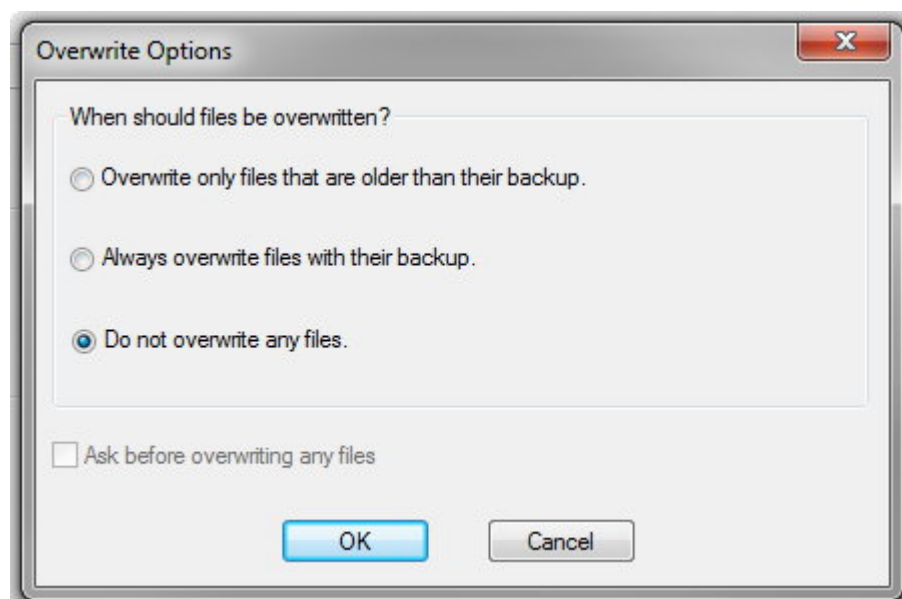 Overwrite Options
When should files be overwritten?
Overwrite only files that are older than their backup.
Always overwrite files with their backup.
Do not overwrite any files.
Ask before overwriting any files
OK
Cancel